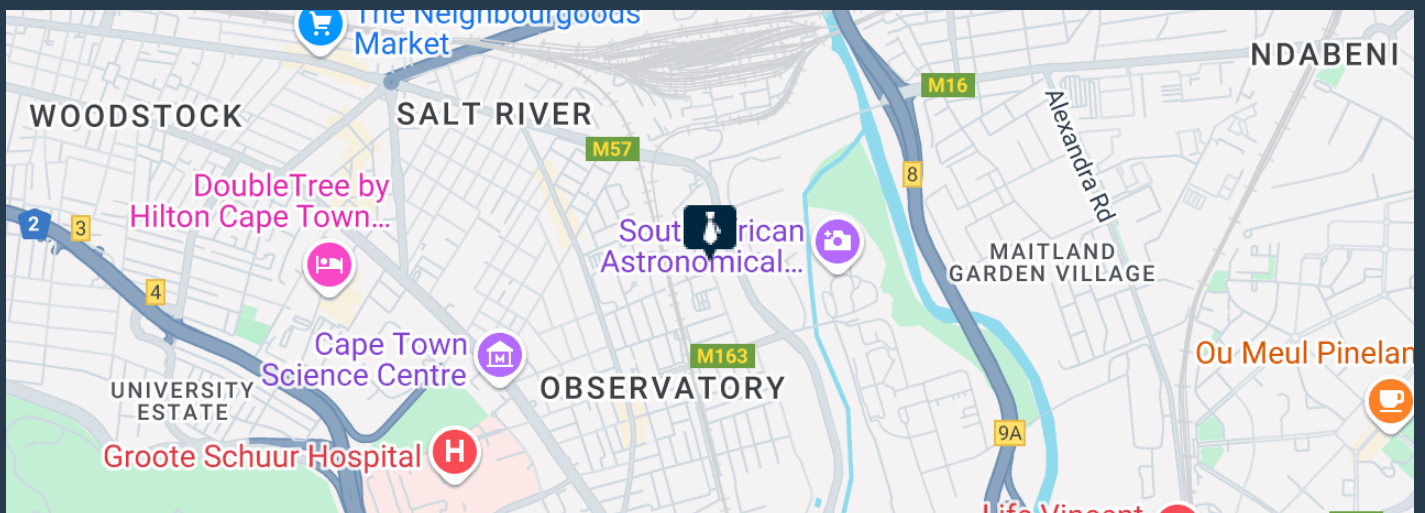 The Neighbourgoods
Market
NDABENI
M16
WOODSTOCK
SALT RIVER
Alexandra Rd
M57
8
DoubleTree by
Hilton Cape Town...
2
3
Astronomical...
MAITLAND
GARDEN VILLAGE
4
Cape Town
Science Centre
M
M163
Ou Meul Pinelan
OBSERVATORY
UNIVERSITY
ESTATE
9A
Groote Schuur Hospital
H
Life Vincent